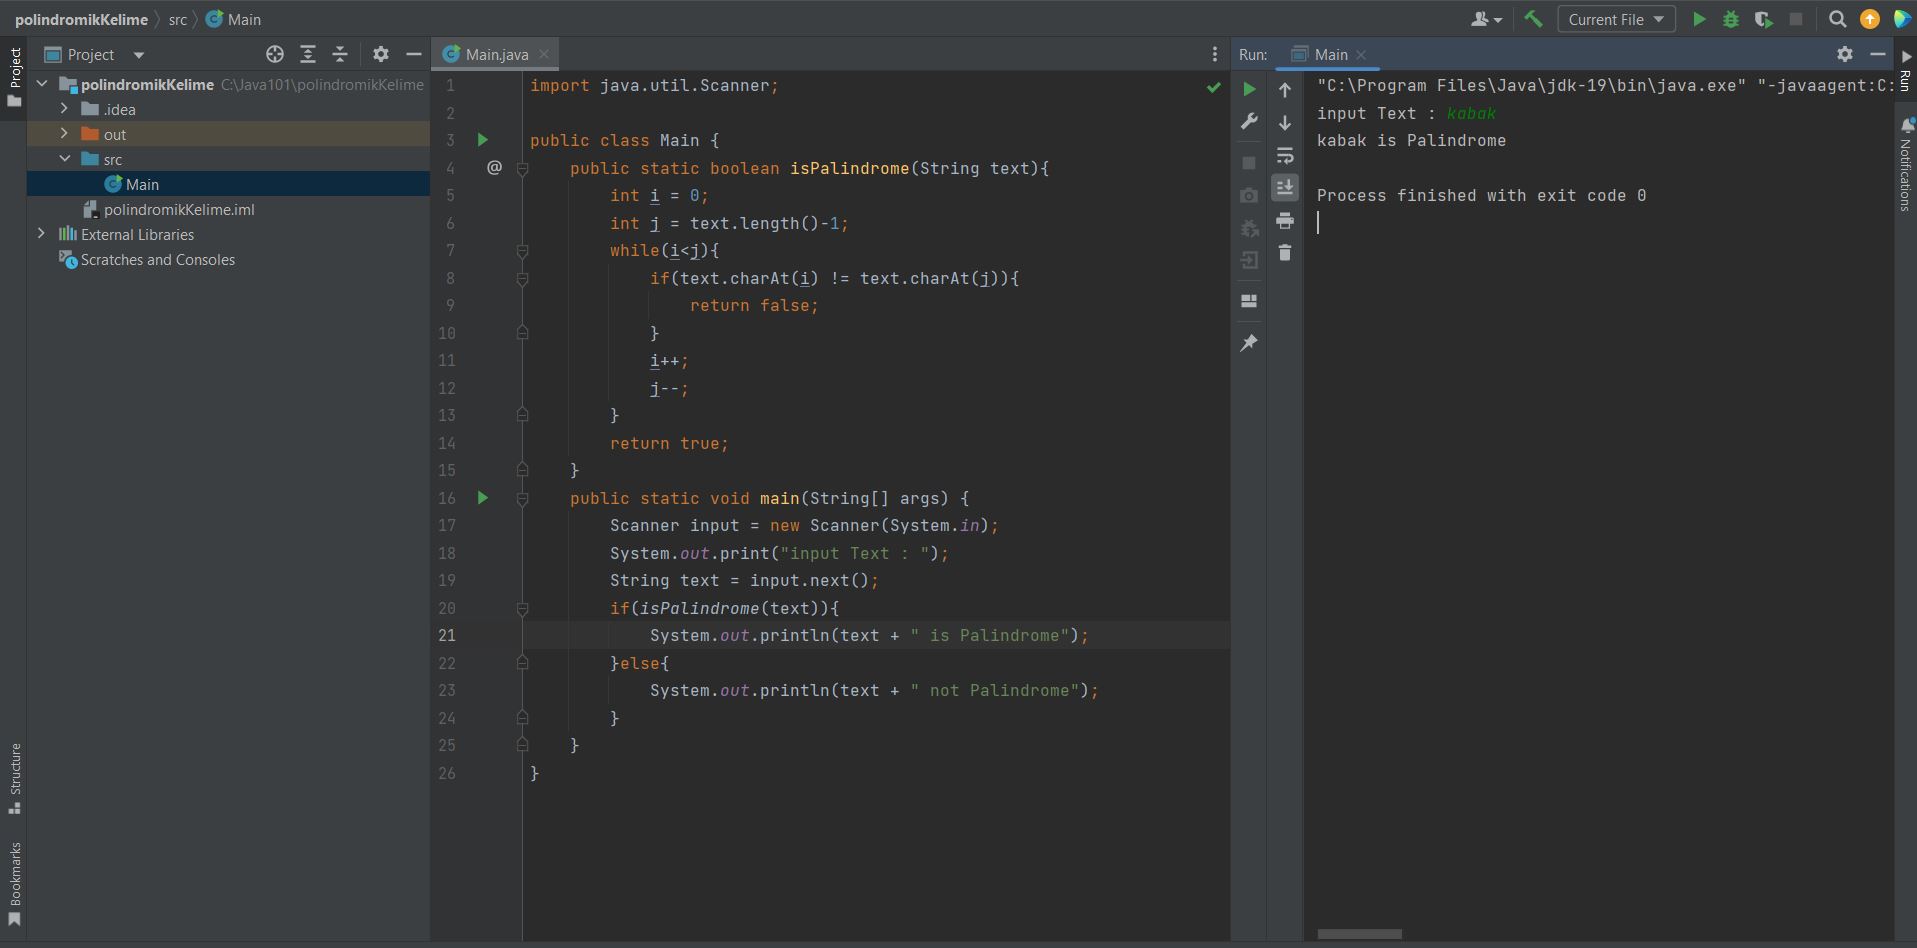 polindromikKelime
src
Main
Current File
Project
Project
polindromikKelime C:\Java101\polindromikKelime
.idea
out
src
Main
polindromikKelime.iml
External Libraries
Scratches and Consoles
Structure
Bookmarks
Main.java
1 import java.util.Scanner;
2
3 public class Main {
4 @ public static boolean isPalindrome(String text){
5 int i = 0;
6 int j = text.length()-1;
7 while(i<j){
8 if(text.charAt(i) != text.charAt(j)){
9 return false;
10 }
11 i++;
12 j--;
13 }
14 return true;
15 }
16 public static void main(String[] args) {
17 Scanner input = new Scanner(System.in);
18 System.out.print("input Text : ");
19 String text = input.next();
20 if(isPalindrome(text)){
21 System.out.println(text + " is Palindrome");
22 }else{
23 System.out.println(text + " not Palindrome");
24 }
25 }
26 }
Run:
Main
"C:\Program Files\Java\jdk-19\bin\java.exe" "-javaagent:C:
input Text : kabak
kabak is Palindrome
Process finished with exit code 0
Run
Notifications